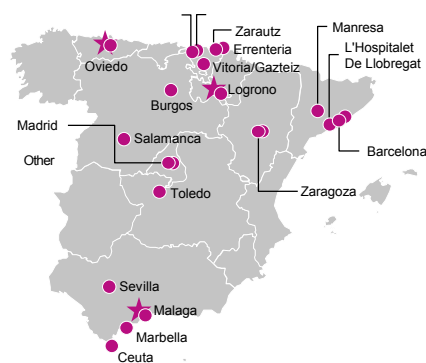 Zarautz
Errenteria
Manresa
L'Hospitalet
De Llobregat
Oviedo
Vitoria/Gazteiz
Logrono
Burgos
Madrid
Salamanca
Barcelona
Other
Toledo
Zaragoza
Sevilla
Malaga
Marbella
Ceuta